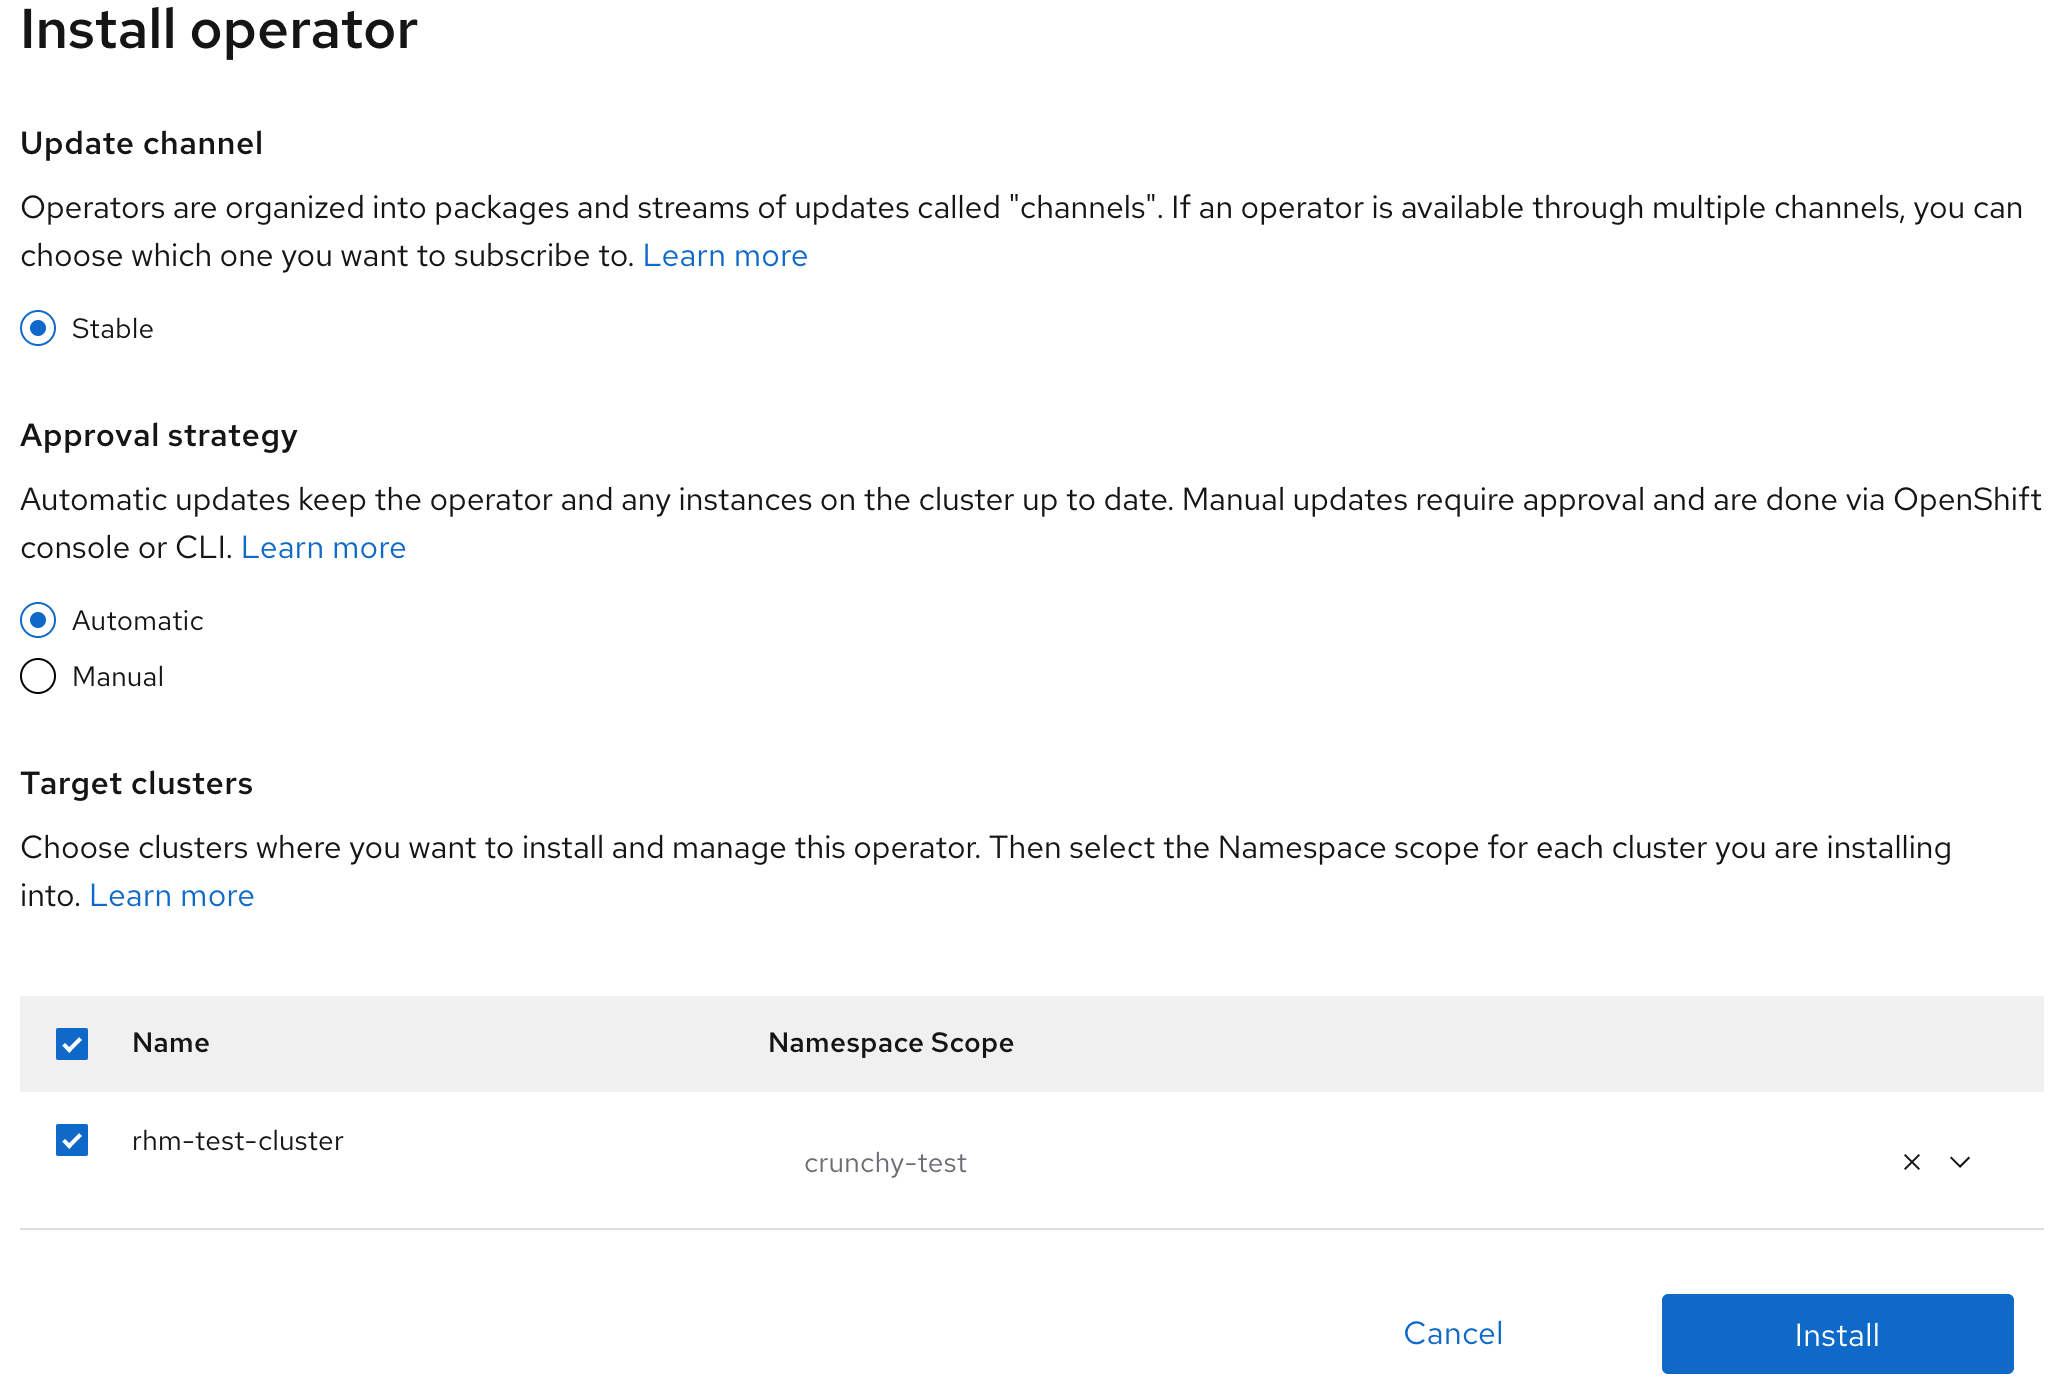 Install operator
Update channel
Operators are organized into packages and streams of updates called "channels". If an operator is available through multiple channels, you can
choose which one you want to subscribe to. Learn more
Stable
Approval strategy
Automatic updates keep the operator and any instances on the cluster up to date. Manual updates require approval and are done via OpenShift
console or CLI. Learn more
Automatic
Manual
Target clusters
Choose clusters where you want to install and manage this operator. Then select the Namespace scope for each cluster you are installing
into. Learn more
Name Namespace Scope
rhm-test-cluster
crunchy-test
Cancel Install